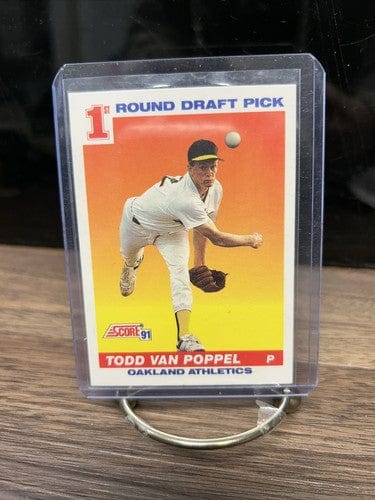 1ST ROUND DRAFT PICK
SCORE '91
TODD VAN POPPEL P
OAKLAND ATHLETICS